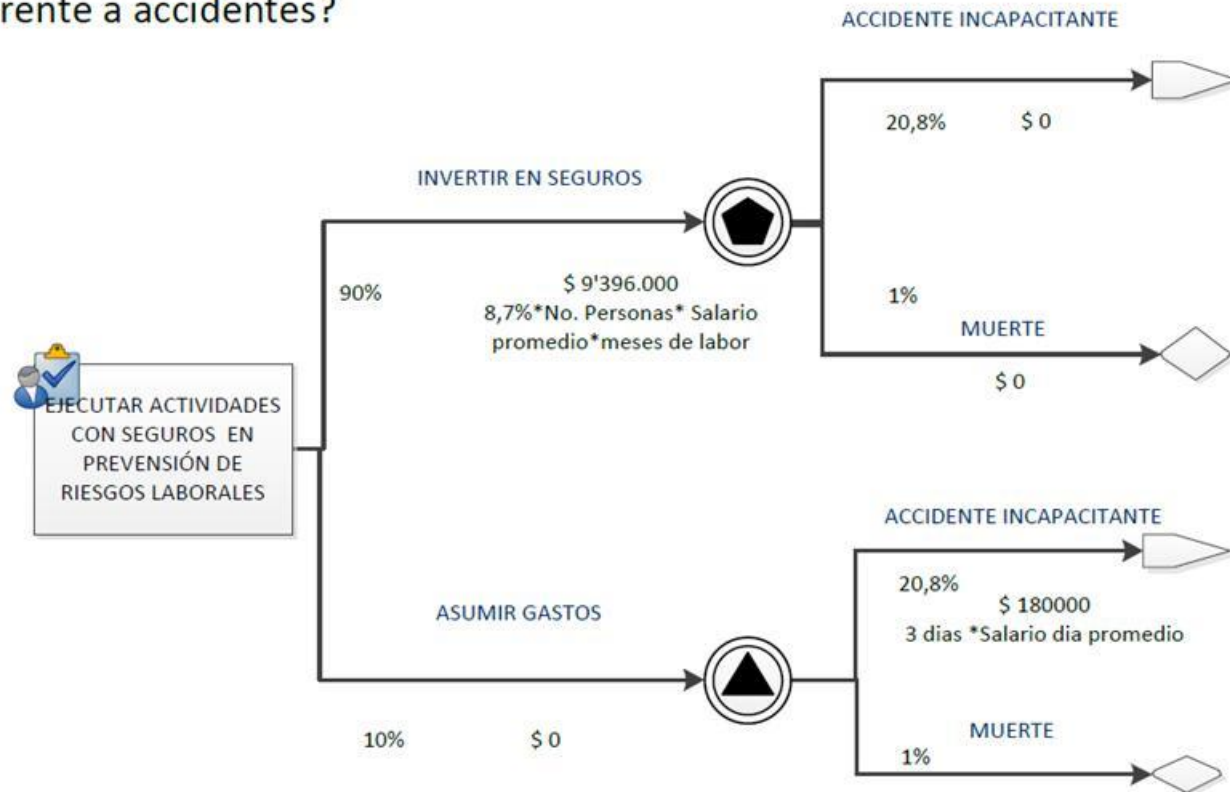 rente a accidentes?
ACCIDENTE INCAPACITANTE
20,8%
$ 0
INVERTIR EN SEGUROS
90%
$ 9'396.000
8,7%*No. Personas* Salario
promedio*meses de labor
1%
MUERTE
$ 0
EJECUTAR ACTIVIDADES
CON SEGUROS EN
PREVENSIÓN DE
RIESGOS LABORALES
ACCIDENTE INCAPACITANTE
20,8%
$ 180000
3 dias *Salario dia promedio
ASUMIR GASTOS
10%
$ 0
MUERTE
1%